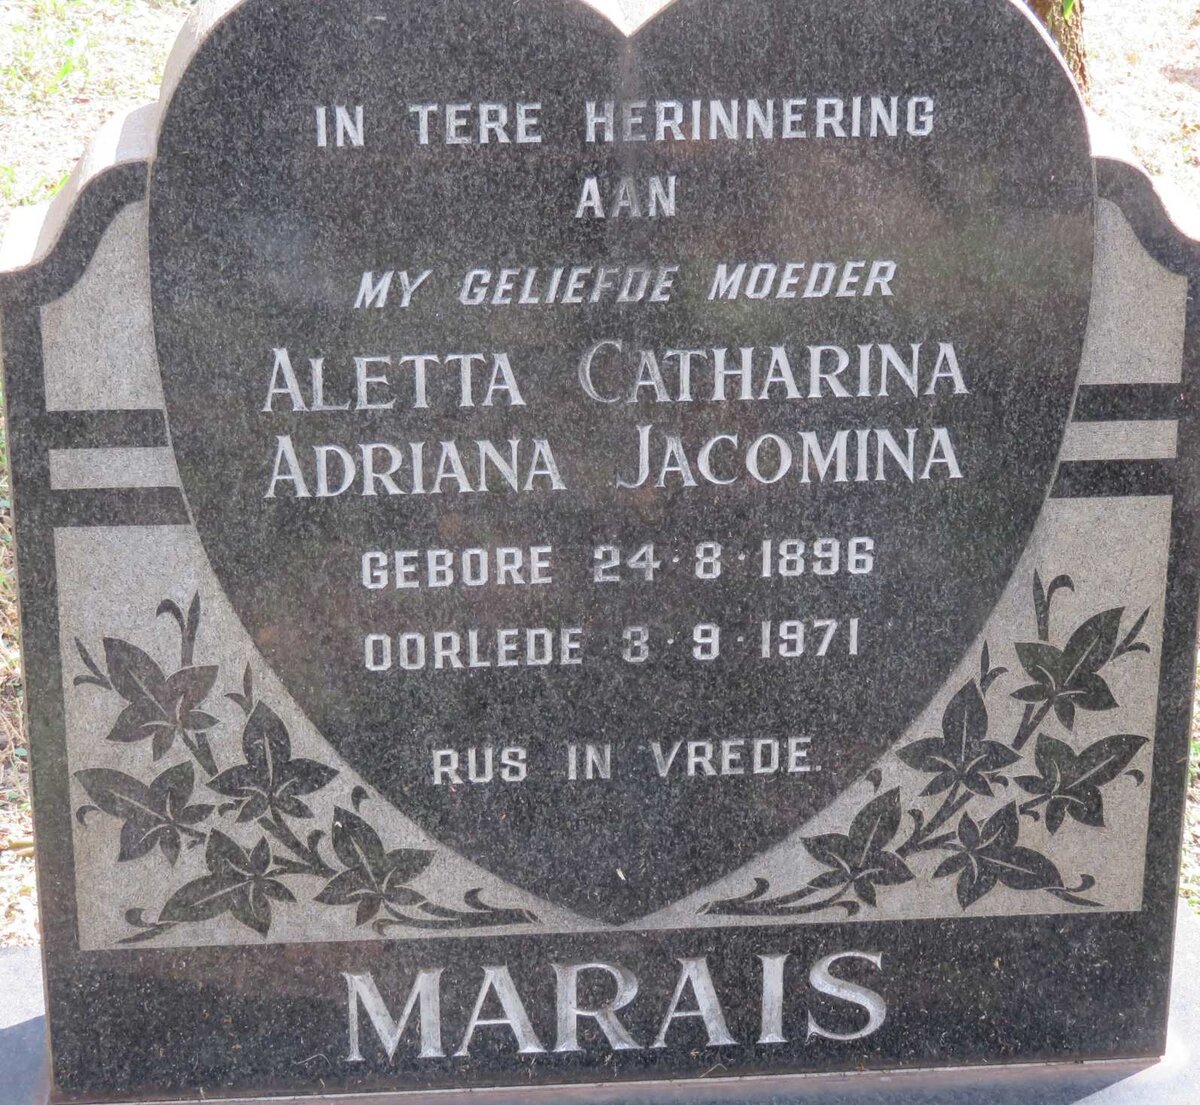 IN TERE HERINNERING
AAN
MY GELIEFDE MOEDER
ALETTA CATHARINA
ADRIANA JACOMINA
GEBORE 24·8·1896
OORLEDE 3·9·1971
RUS IN VREDE.
MARAIS